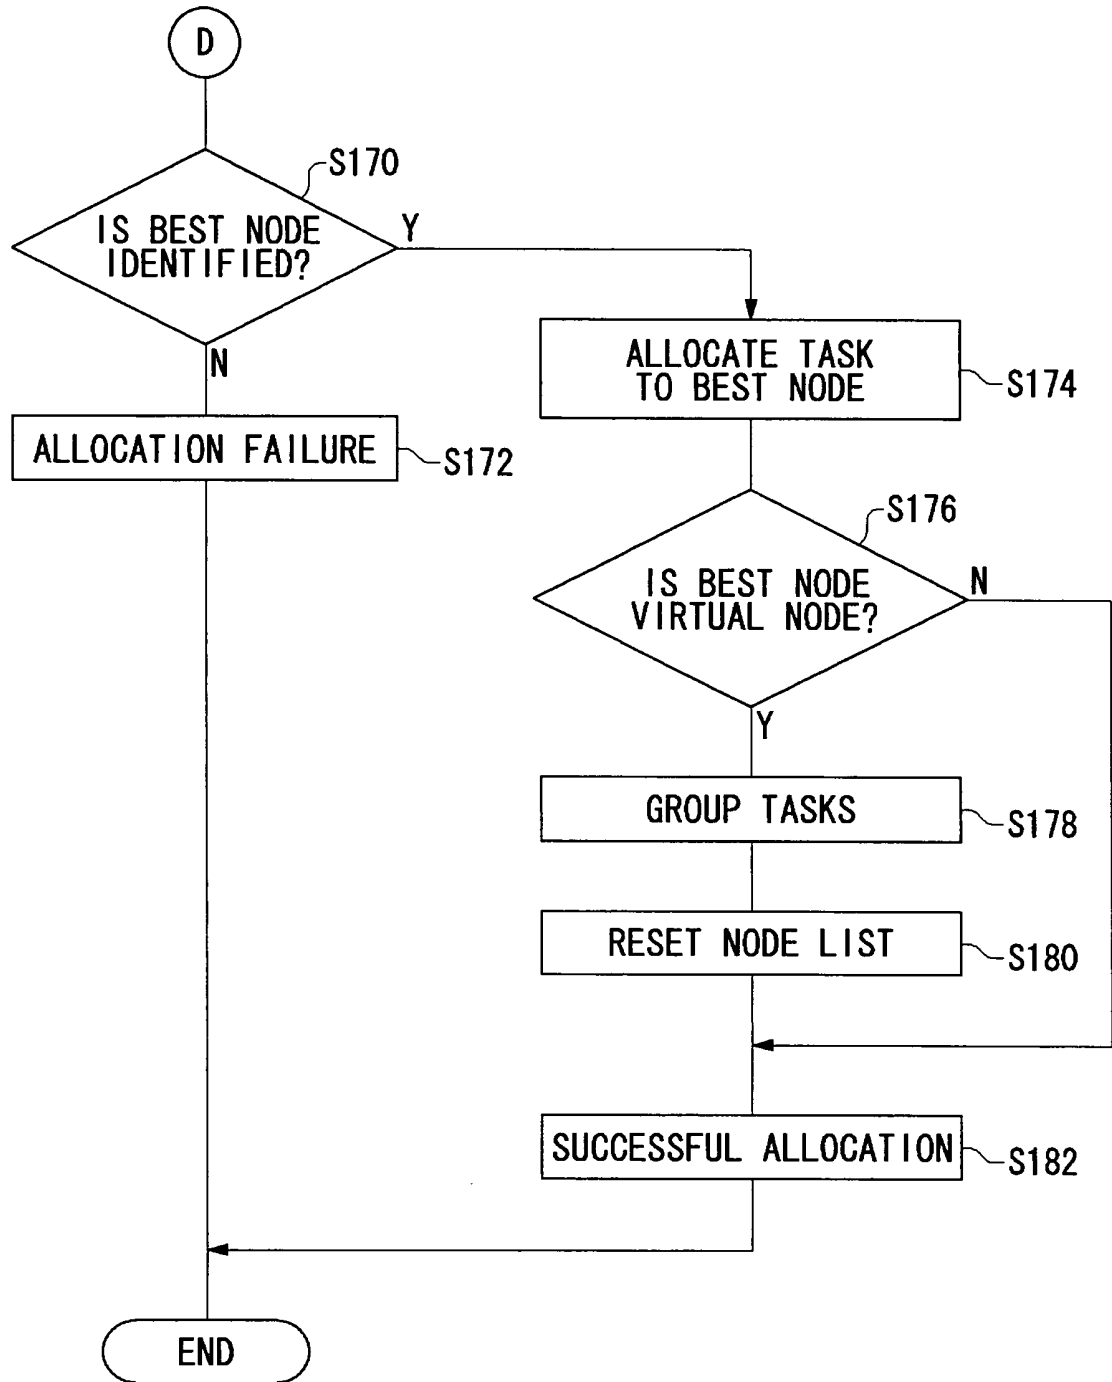 D
S170
IS BEST NODE
IDENTIFIED?
Y
N
ALLOCATE TASK
TO BEST NODE
S174
ALLOCATION FAILURE
S172
S176
IS BEST NODE
VIRTUAL NODE?
N
Y
GROUP TASKS
S178
RESET NODE LIST
S180
SUCCESSFUL ALLOCATION
S182
END